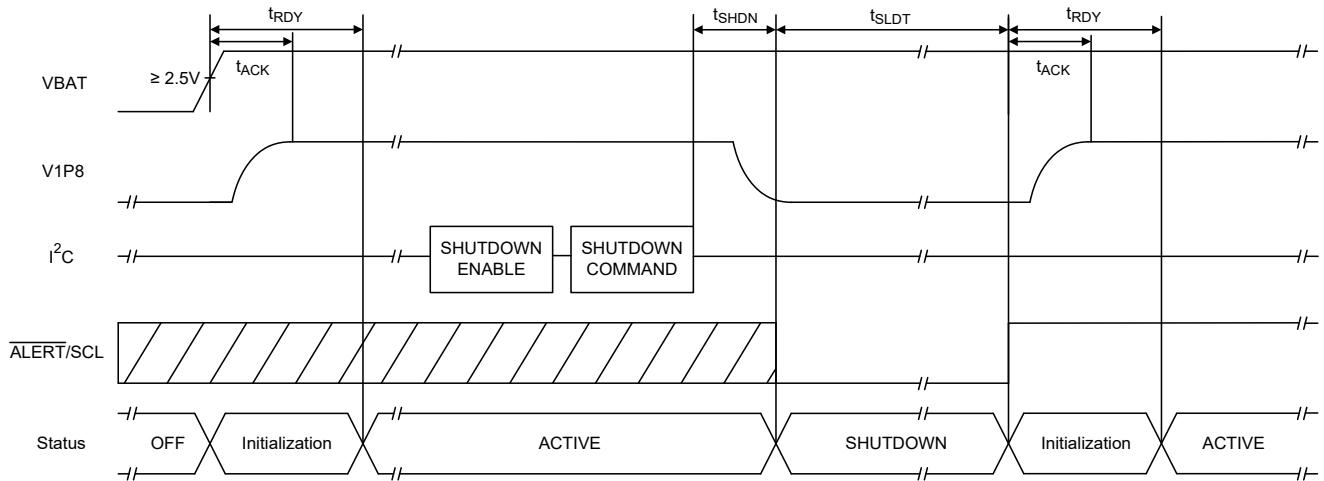 tRDY tSHDN tSLDT tRDY
tACK tACK
≥ 2.5V
VBAT
V1P8
I²C
SHUTDOWN
ENABLE
SHUTDOWN
COMMAND
ALERT/SCL
Status OFF Initialization ACTIVE SHUTDOWN Initialization ACTIVE